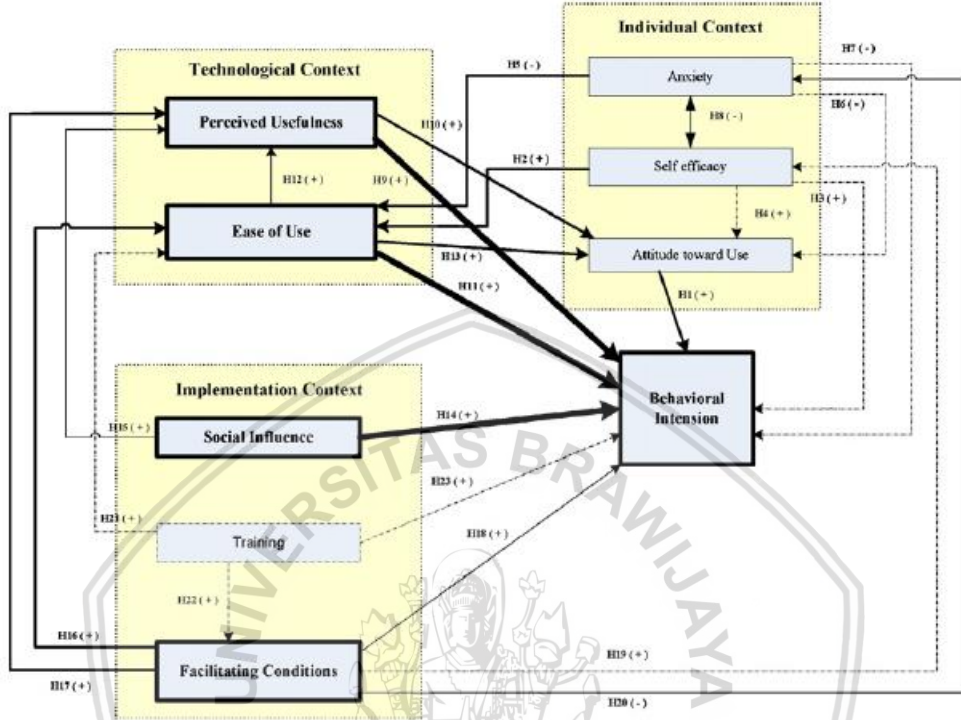 Individual Context
H7 (-)
Technological Context
H5 (-)
Anxiety
Perceived Usefulness
H10 (+)
H8 (-)
H6 (-)
H2 (+)
H12 (+)
H9 (+)
Self efficacy
H3 (+)
H4 (+)
Ease of Use
H13 (+)
Attitude toward Use
H11 (+)
H1 (+)
Implementation Context
Behavioral
Intension
H15 (+)
Social Influence
H14 (+)
H23 (+)
H21 (+)
Training
H18 (+)
H22 (+)
H16 (+)
H17 (+)
Facilitating Conditions
H19 (+)
H20 (-)
UNIVERSITAS BRAWIJAYA